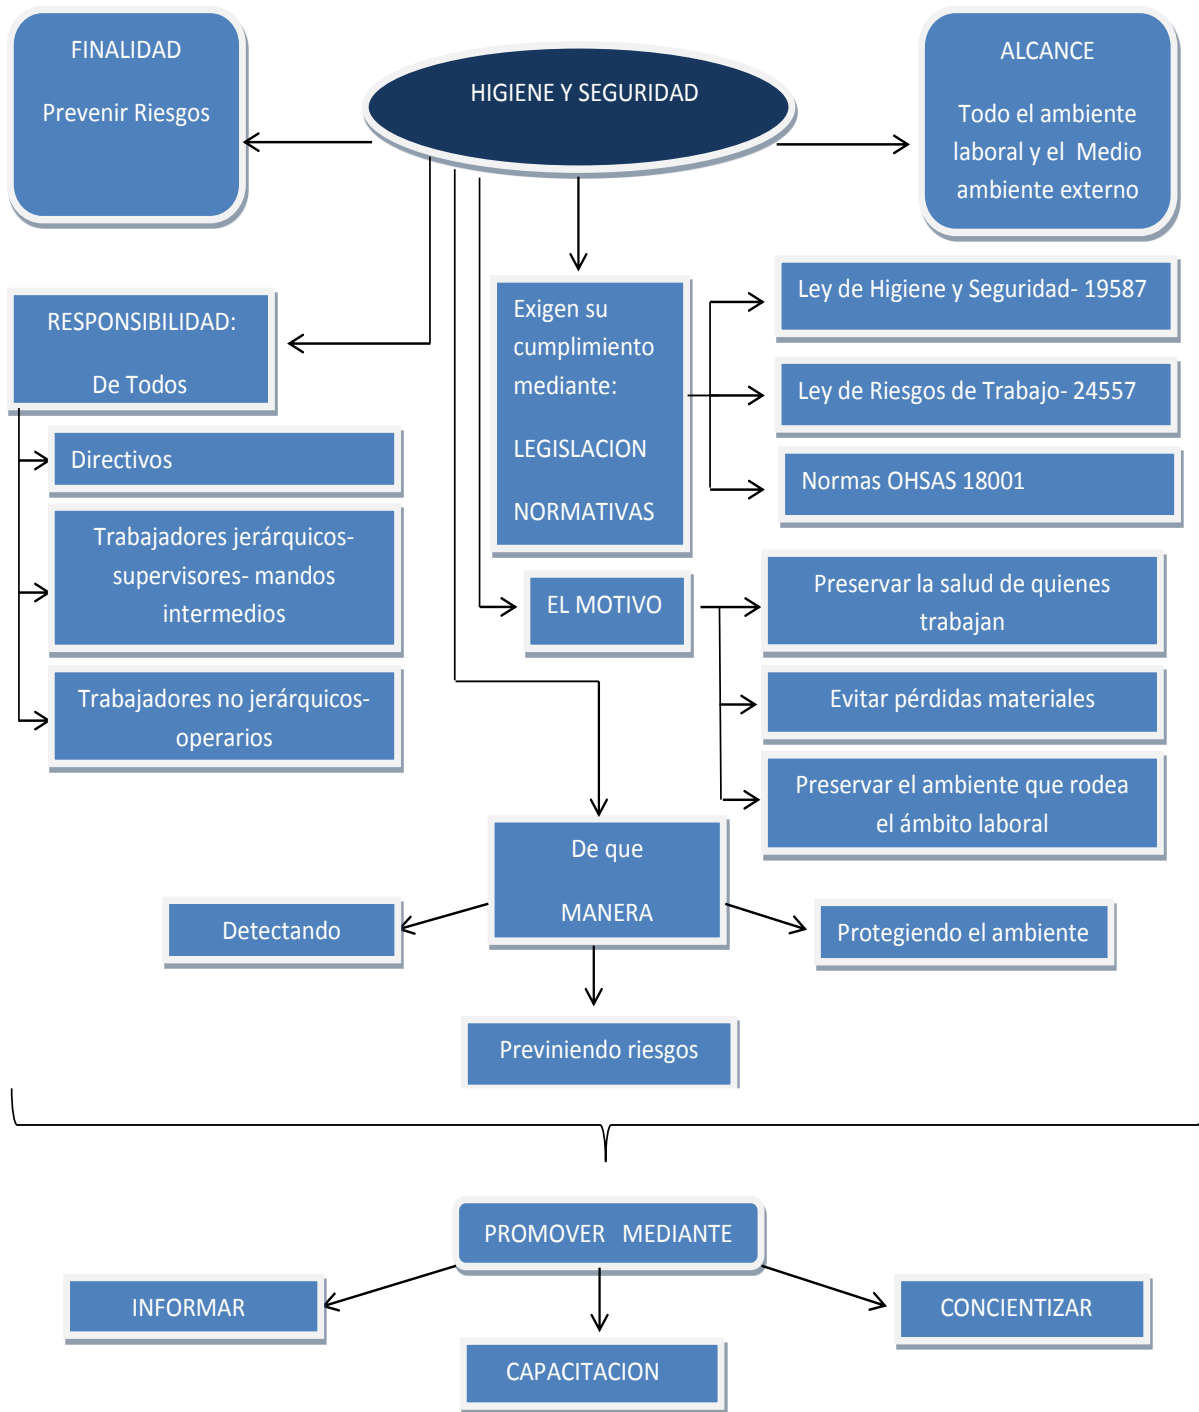 FINALIDAD
Prevenir Riesgos
HIGIENE Y SEGURIDAD
ALCANCE
Todo el ambiente
laboral y el Medio
ambiente externo
RESPONSIBILIDAD:
De Todos
Directivos
Trabajadores jerárquicos-
supervisores- mandos
intermedios
Trabajadores no jerárquicos-
operarios
Exigen su
cumplimiento
mediante:
LEGISLACION
NORMATIVAS
Ley de Higiene y Seguridad- 19587
Ley de Riesgos de Trabajo- 24557
Normas OHSAS 18001
EL MOTIVO
Preservar la salud de quienes
trabajan
Evitar pérdidas materiales
Preservar el ambiente que rodea
el ámbito laboral
De que
MANERA
Detectando
Protegiendo el ambiente
Previniendo riesgos
PROMOVER MEDIANTE
INFORMAR
CONCIENTIZAR
CAPACITACION